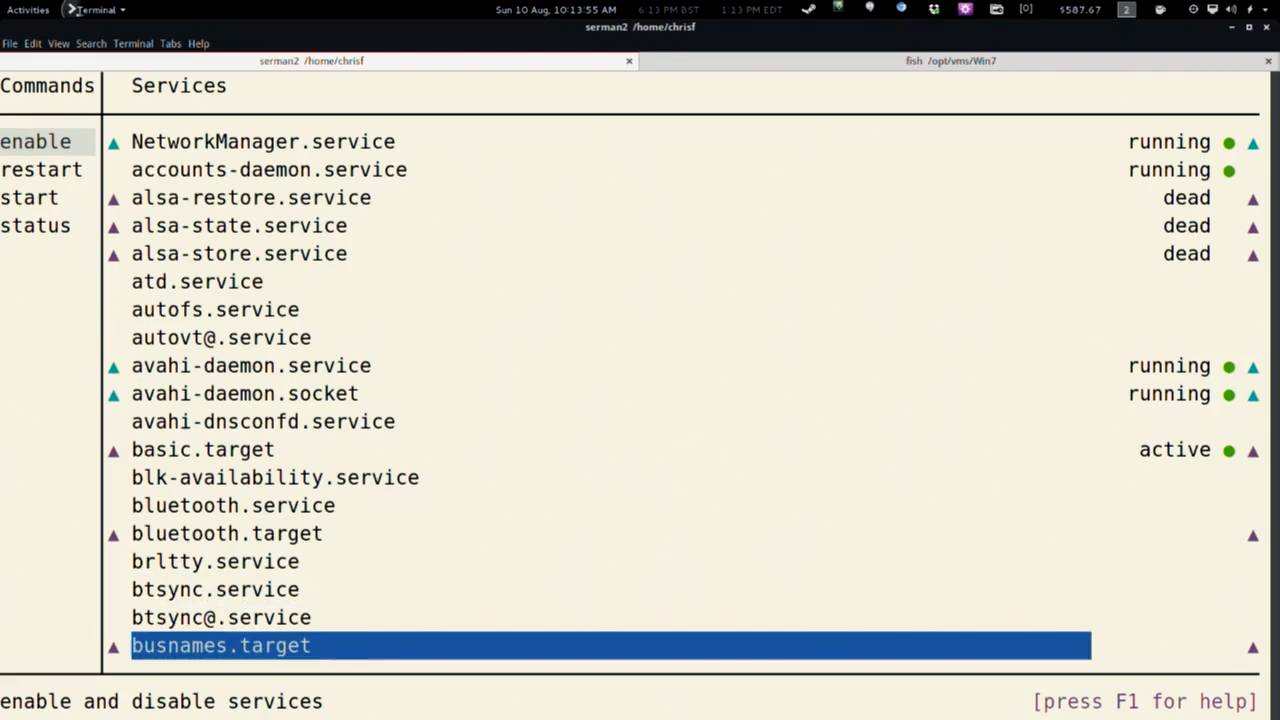 Activities
Terminal
Sun 10 Aug, 10:13:55 AM
6:13 PM BST
1:13 PM EDT
[0]
$587.67
2
serman2 /home/chrisf
File Edit View Search Terminal Tabs Help
serman2 /home/chrisf
fish /opt/vms/Win7
Commands
Services
enable
restart
start
status
NetworkManager.service running
accounts-daemon.service running
alsa-restore.service dead
alsa-state.service dead
alsa-store.service dead
atd.service
autofs.service
autovt@.service
avahi-daemon.service running
avahi-daemon.socket running
avahi-dnsconfd.service
basic.target active
blk-availability.service
bluetooth.service
bluetooth.target
brltty.service
btsync.service
btsync@.service
busnames.target
enable and disable services
[press F1 for help]